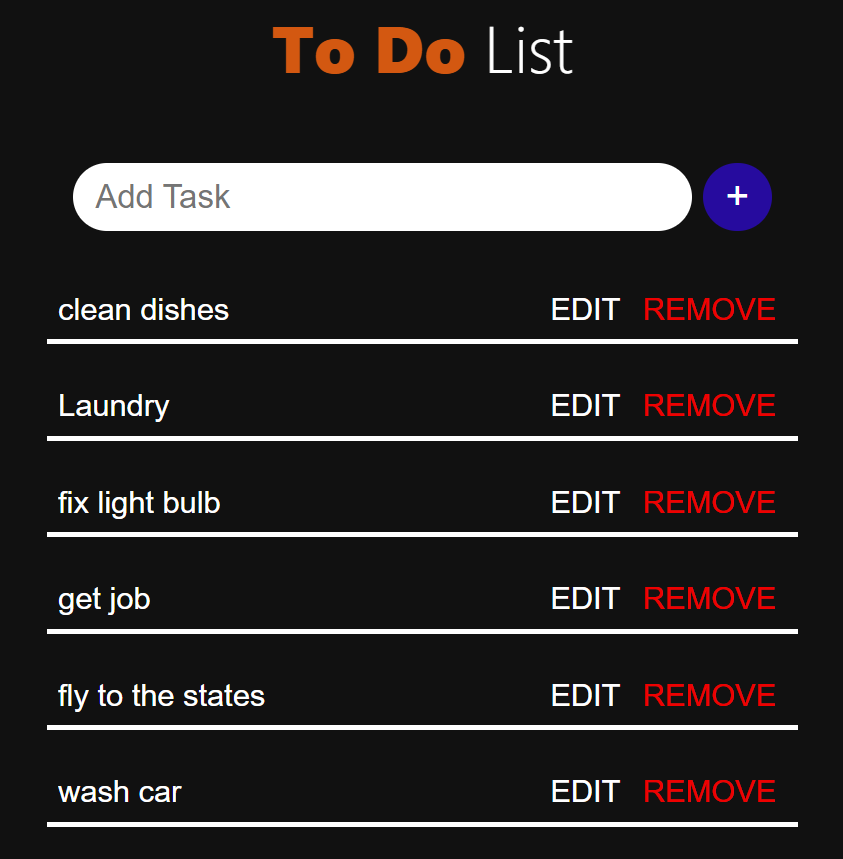 To Do List
Add Task +
clean dishes EDIT REMOVE
Laundry EDIT REMOVE
fix light bulb EDIT REMOVE
get job EDIT REMOVE
fly to the states EDIT REMOVE
wash car EDIT REMOVE